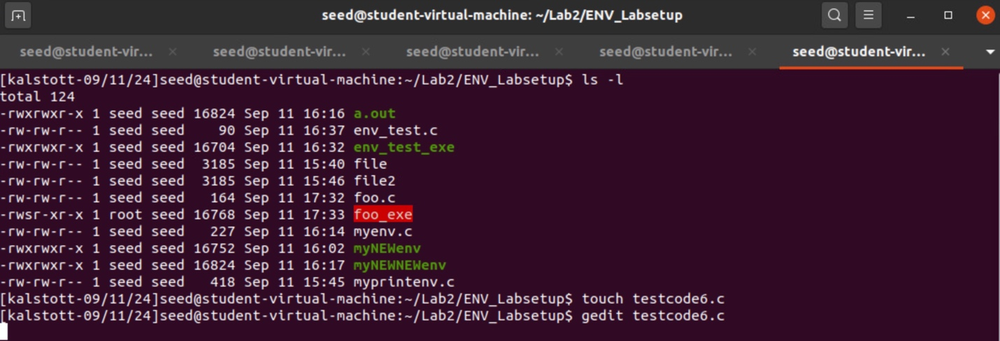 seed@student-virtual-machine: ~/Lab2/ENV_Labsetup
seed@student-vir... seed@student-vir... seed@student-vir... seed@student-vir... seed@student-vir...
[kalstott-09/11/24]seed@student-virtual-machine:~/Lab2/ENV_Labsetup$ ls -l
total 124
-rwxrwxr-x 1 seed seed 16824 Sep 11 16:16 a.out
-rw-rw-r-- 1 seed seed    90 Sep 11 16:37 env_test.c
-rwxrwxr-x 1 seed seed 16704 Sep 11 16:32 env_test_exe
-rw-rw-r-- 1 seed seed  3185 Sep 11 15:40 file
-rw-rw-r-- 1 seed seed  3185 Sep 11 15:46 file2
-rw-rw-r-- 1 seed seed   164 Sep 11 17:32 foo.c
-rwsr-xr-x 1 root seed 16768 Sep 11 17:33 foo_exe
-rw-rw-r-- 1 seed seed   227 Sep 11 16:14 myenv.c
-rwxrwxr-x 1 seed seed 16752 Sep 11 16:02 myNEWenv
-rwxrwxr-x 1 seed seed 16824 Sep 11 16:17 myNEWNEWenv
-rw-rw-r-- 1 seed seed   418 Sep 11 15:45 myprintenv.c
[kalstott-09/11/24]seed@student-virtual-machine:~/Lab2/ENV_Labsetup$ touch testcode6.c
[kalstott-09/11/24]seed@student-virtual-machine:~/Lab2/ENV_Labsetup$ gedit testcode6.c